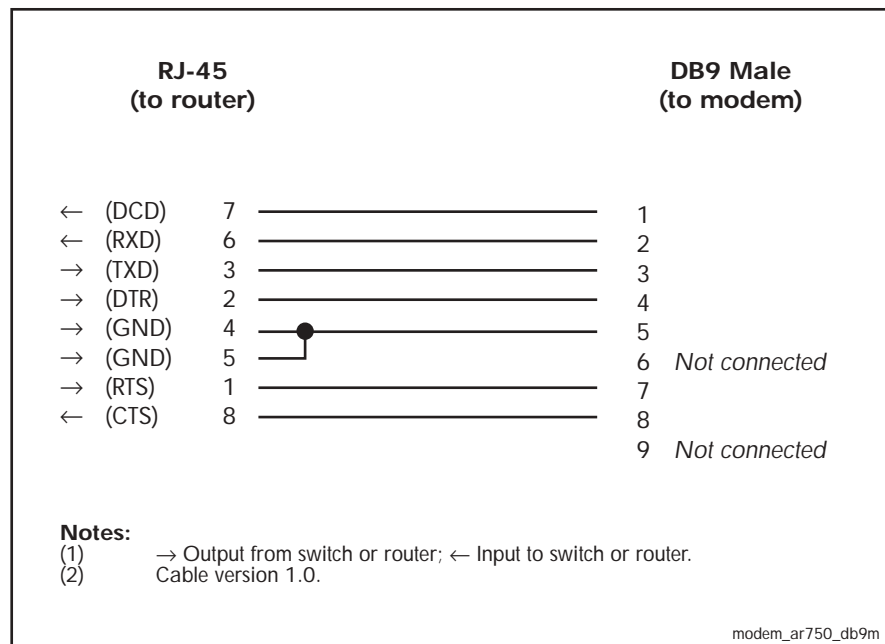 RJ-45 DB9 Male
(to router) (to modem)
← (DCD) 7 1
← (RXD) 6 2
→ (TXD) 3 3
→ (DTR) 2 4
→ (GND) 4 5
→ (GND) 5 6 Not connected
→ (RTS) 1 7
← (CTS) 8 8
9 Not connected
Notes:
(1) → Output from switch or router; ← Input to switch or router.
(2) Cable version 1.0.
modem_ar750_db9m